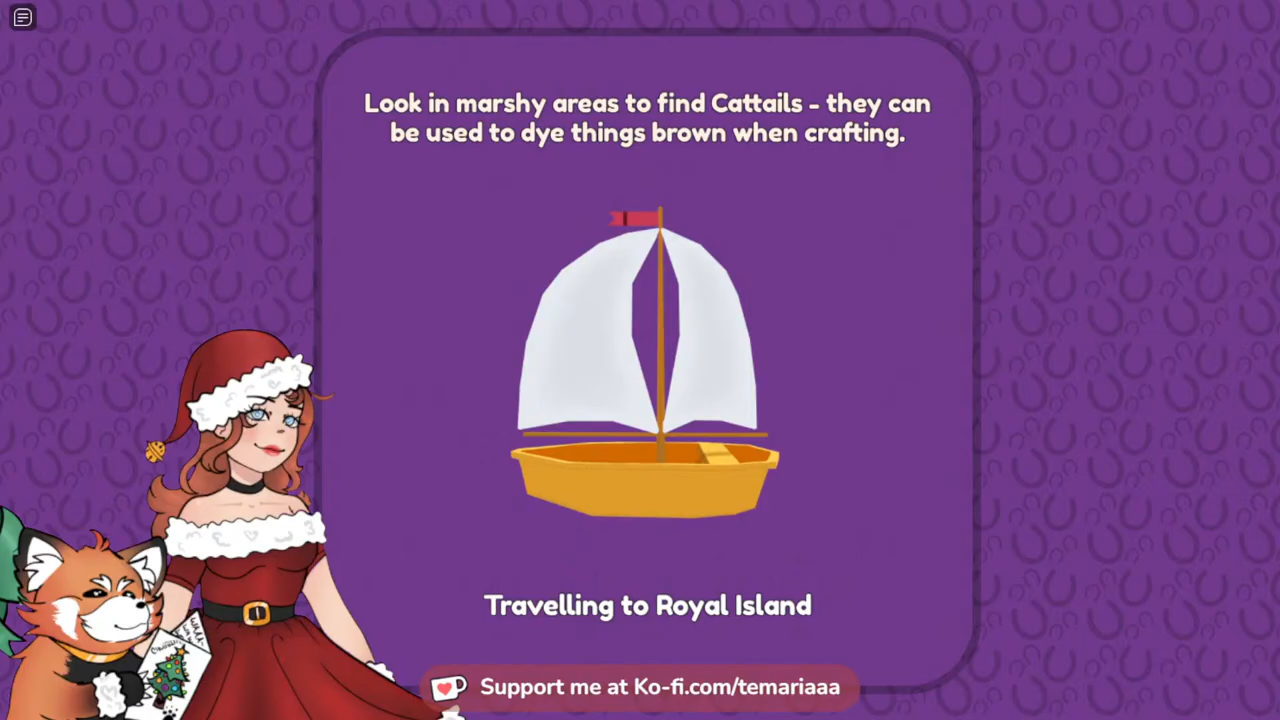 Look in marshy areas to find Cattails - they can
be used to dye things brown when crafting.
Travelling to Royal Island
Support me at Ko-fi.com/temariaaa